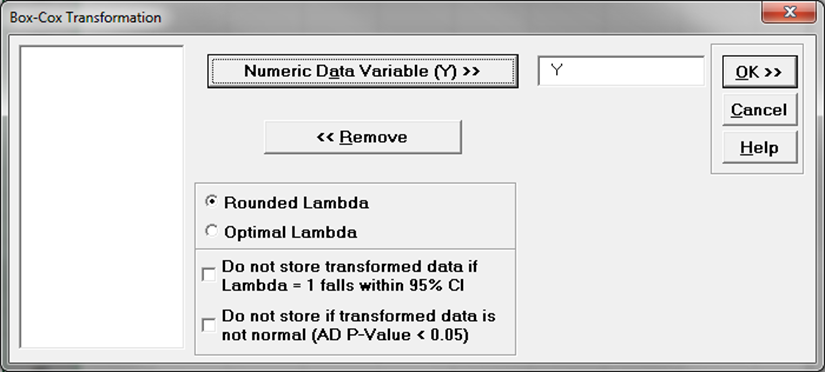 Box-Cox Transformation
Numeric Data Variable (Y) >>
Y
OK >>
Cancel
Help
<< Remove
Rounded Lambda
Optimal Lambda
Do not store transformed data if
Lambda = 1 falls within 95% CI
Do not store if transformed data is
not normal (AD P-Value < 0.05)